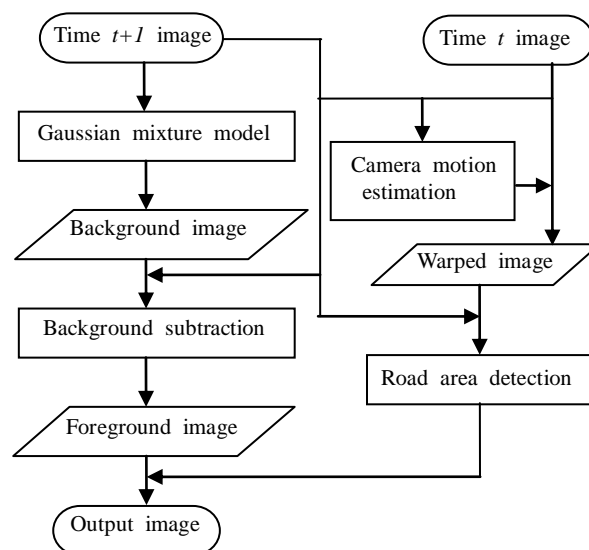 Time t+1 image
Time t image
Gaussian mixture model
Camera motion
estimation
Background image
Warped image
Background subtraction
Road area detection
Foreground image
Output image